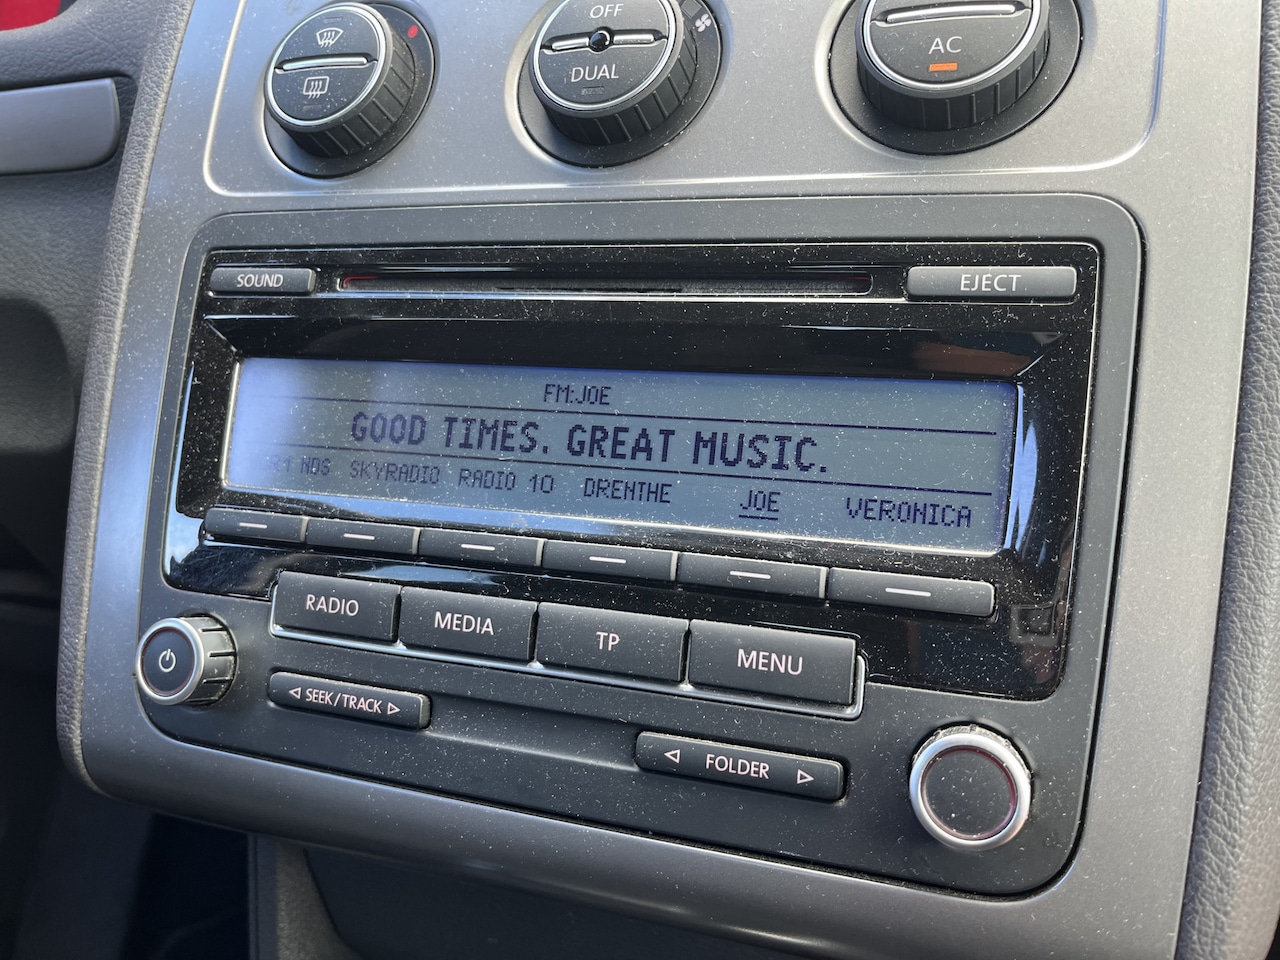 OFF
DUAL
AC
SOUND
EJECT
FM:JOE
GOOD TIMES. GREAT MUSIC.
NDS SKYRADIO RADIO 10 DRENTHE JOE VERONICA
RADIO MEDIA TP MENU
SEEK/TRACK
FOLDER